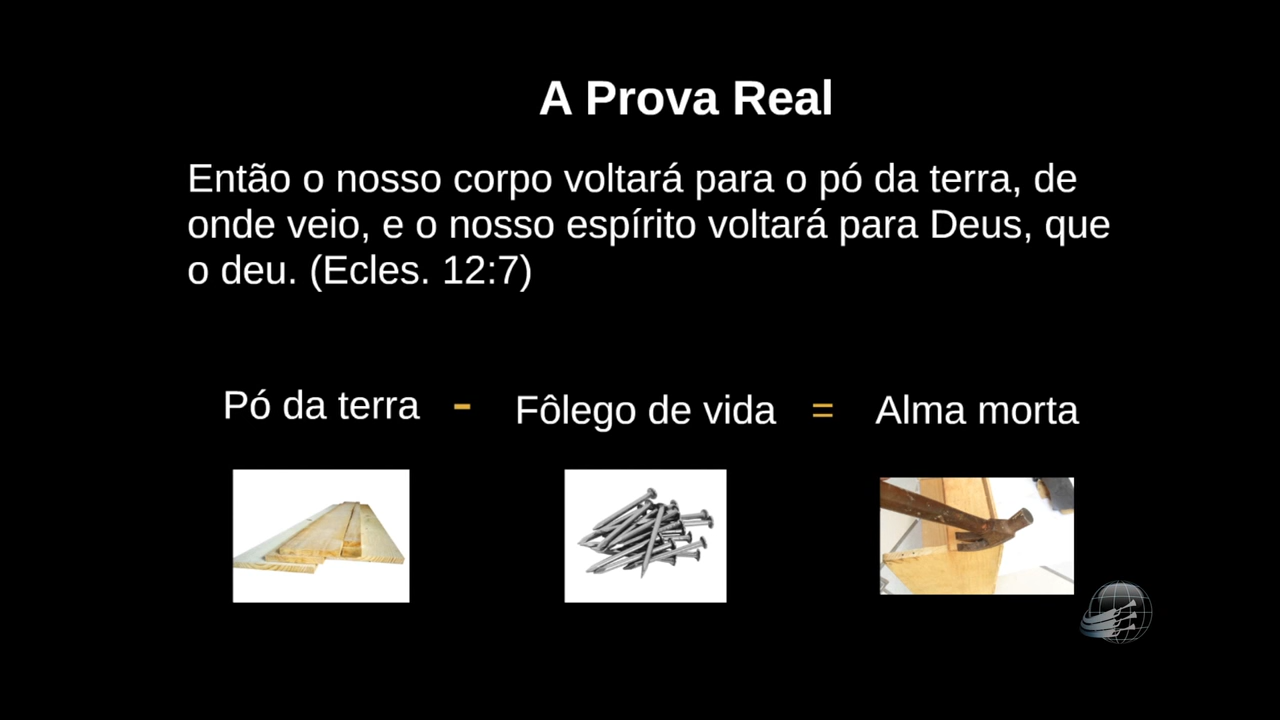 A Prova Real
Então o nosso corpo voltará para o pó da terra, de
onde veio, e o nosso espírito voltará para Deus, que
o deu. (Ecles. 12:7)
Pó da terra - Fôlego de vida = Alma morta